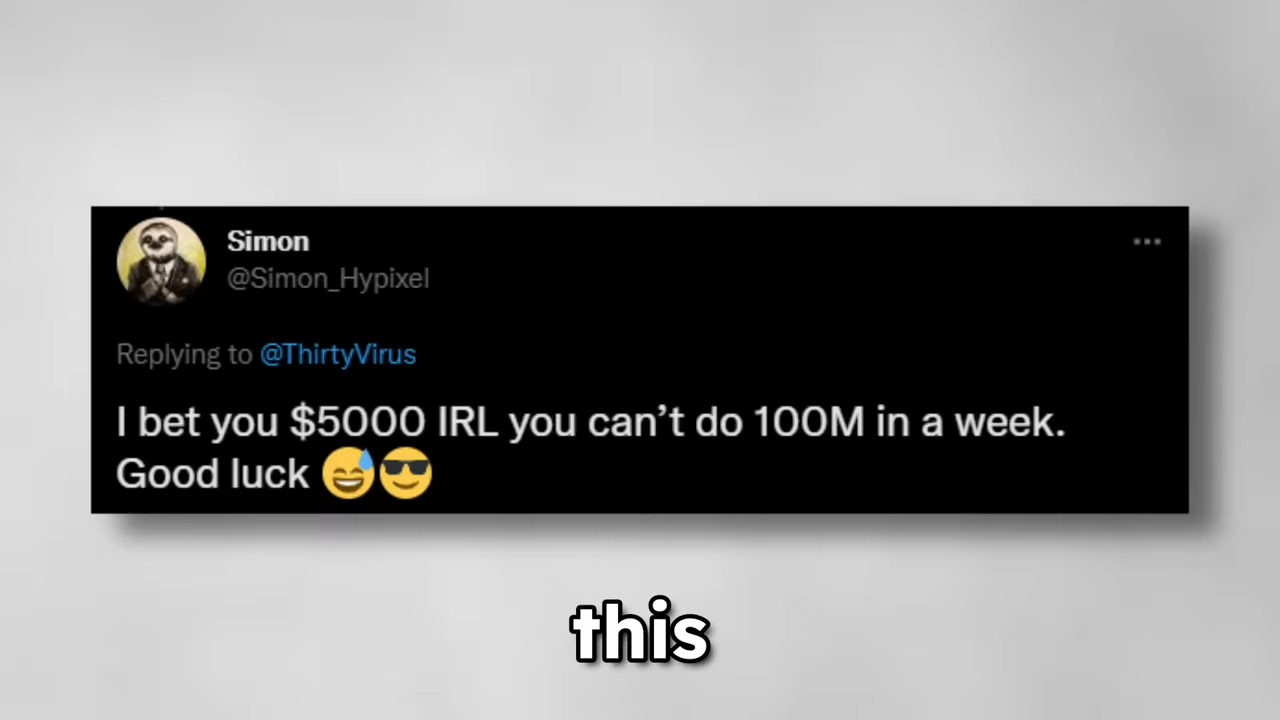 Simon
@Simon_Hypixel
Replying to @ThirtyVirus
I bet you $5000 IRL you can’t do 100M in a week.
Good luck 😅😎
this